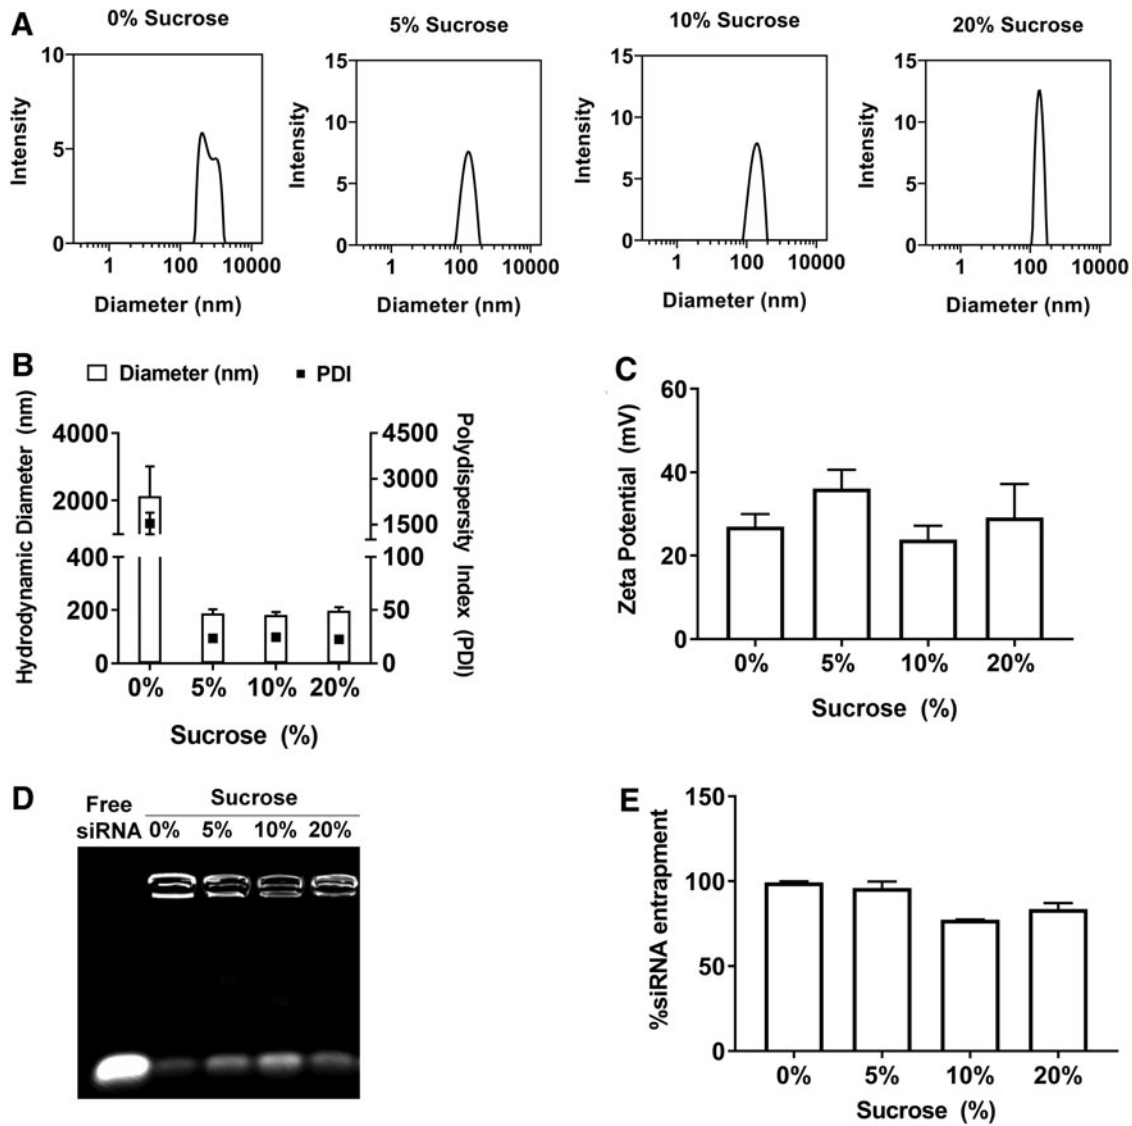 A
0% Sucrose
5% Sucrose
10% Sucrose
20% Sucrose
Intensity
10
5
0
1 100 10000
Diameter (nm)
Intensity
15
10
5
0
1 100 10000
Diameter (nm)
Intensity
15
10
5
0
1 100 10000
Diameter (nm)
Intensity
15
10
5
0
1 100 10000
Diameter (nm)
B
Diameter (nm) PDI
Hydrodynamic Diameter (nm)
4000
2000
400
200
0
4500
3000
1500
100
50
0
Polydispersity Index (PDI)
0% 5% 10% 20%
Sucrose (%)
C
Zeta Potential (mV)
60
40
20
0
0% 5% 10% 20%
Sucrose (%)
D
Free siRNA
Sucrose
0% 5% 10% 20%
E
%siRNA entrapment
150
100
50
0
0% 5% 10% 20%
Sucrose (%)